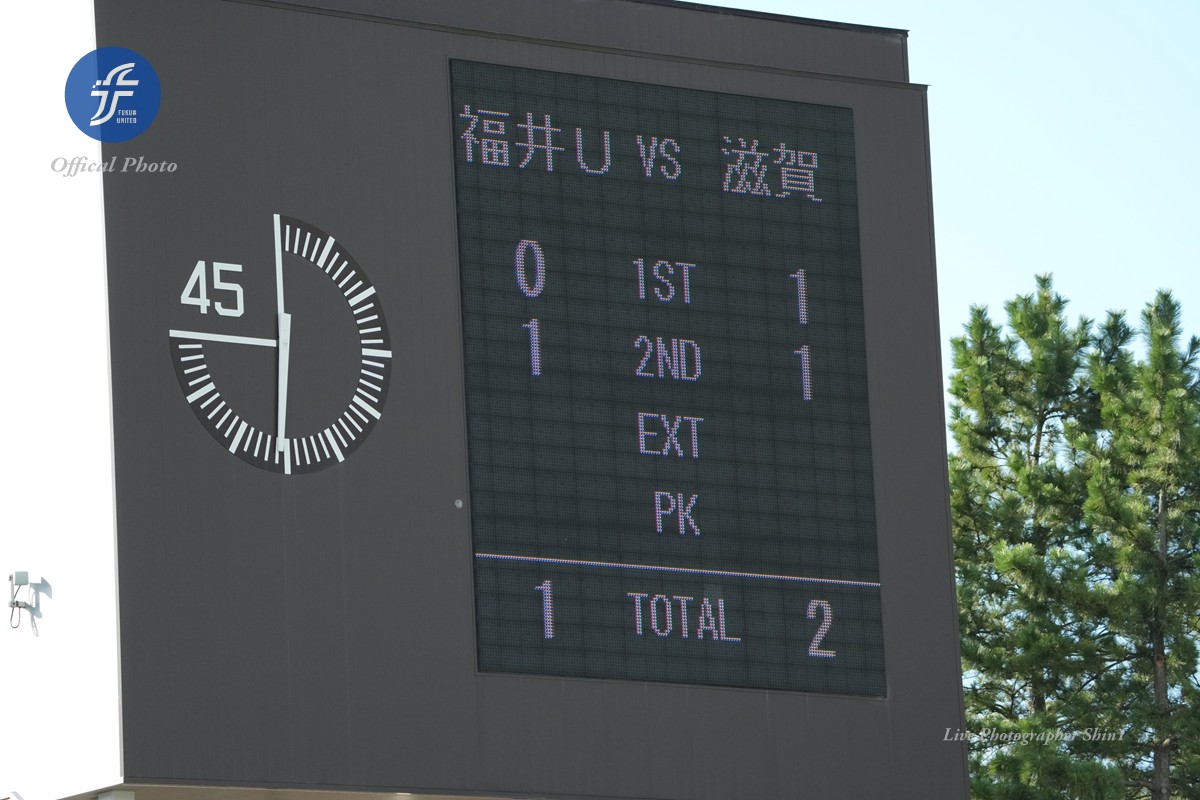 FUKUI
UNITED
Offical Photo
福井U VS 滋賀
45
0 1ST 1
1 2ND 1
EXT
PK
1 TOTAL 2
Live Photographer Shin1